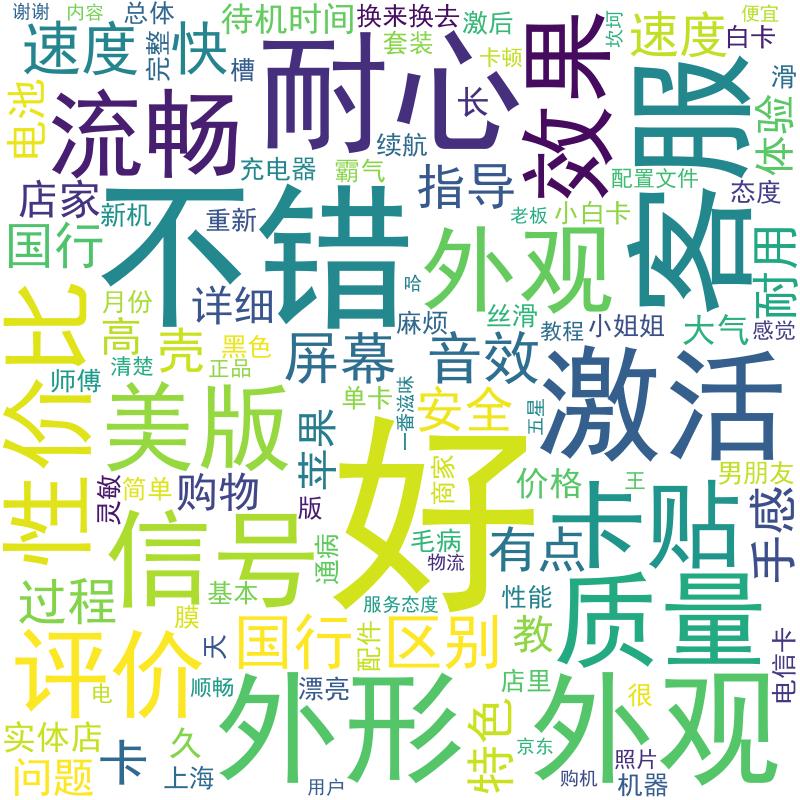 谢谢
内容
总体
待机时间
换来换去
激后
坎坷
便宜
速度
快
完整
槽
耐心
套装
卡顿
效果
速度
白卡
电池
流畅
长
客服
滑
体验
续航
充电器
霸气
指导
配置文件
态度
店家
新机
重新
不错
老板
小白卡
国行
外观
耐用
哈
月份
详细
麻烦
丝滑
教程
小姐姐
大气
感觉
性价比
高
壳
黑色
屏幕
音效
激活
师傅
清楚
正品
美版
单卡
一番滋味
安全
五星
苹果
好
灵敏
简单
购物
版
商家
价格
王
男朋友
卡贴
手感
信号
通病
毛病
物流
有点
过程
基本
服务态度
性能
质量
评价
膜
天
国行
配件
区别
教
电
顺畅
漂亮
外形
店里
外观
很
电信卡
实体店
久
特色
京东
问题
卡
上海
用户
购机
照片
机器